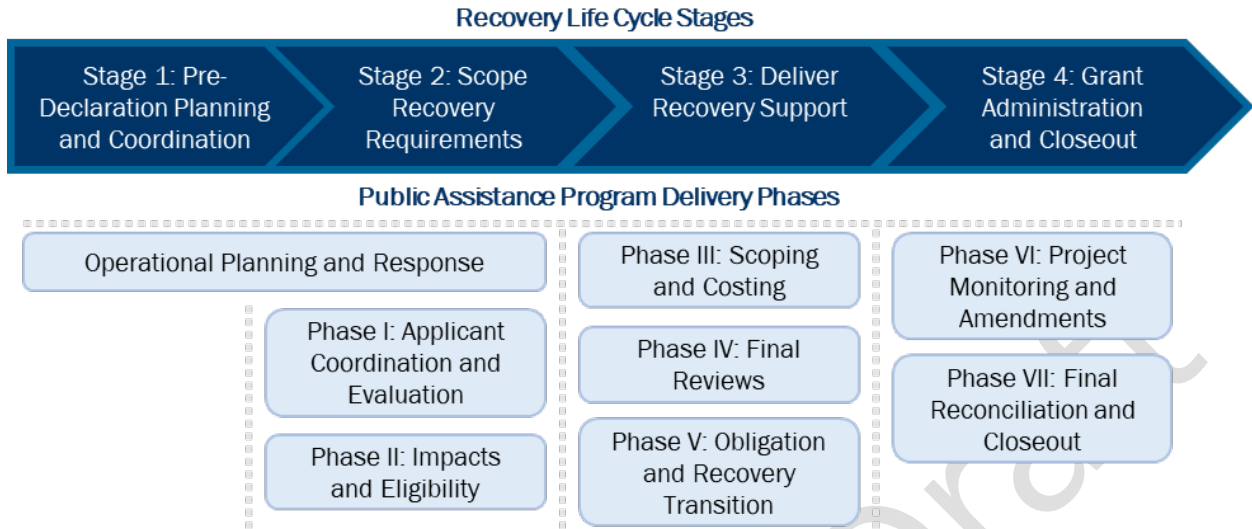 Recovery Life Cycle Stages
Stage 1: Pre-
Declaration Planning
and Coordination
Stage 2: Scope
Recovery
Requirements
Stage 3: Deliver
Recovery Support
Stage 4: Grant
Administration
and Closeout
Public Assistance Program Delivery Phases
Operational Planning and Response
Phase I: Applicant
Coordination and
Evaluation
Phase II: Impacts
and Eligibility
Phase III: Scoping
and Costing
Phase IV: Final
Reviews
Phase V: Obligation
and Recovery
Transition
Phase VI: Project
Monitoring and
Amendments
Phase VII: Final
Reconciliation and
Closeout
Draft